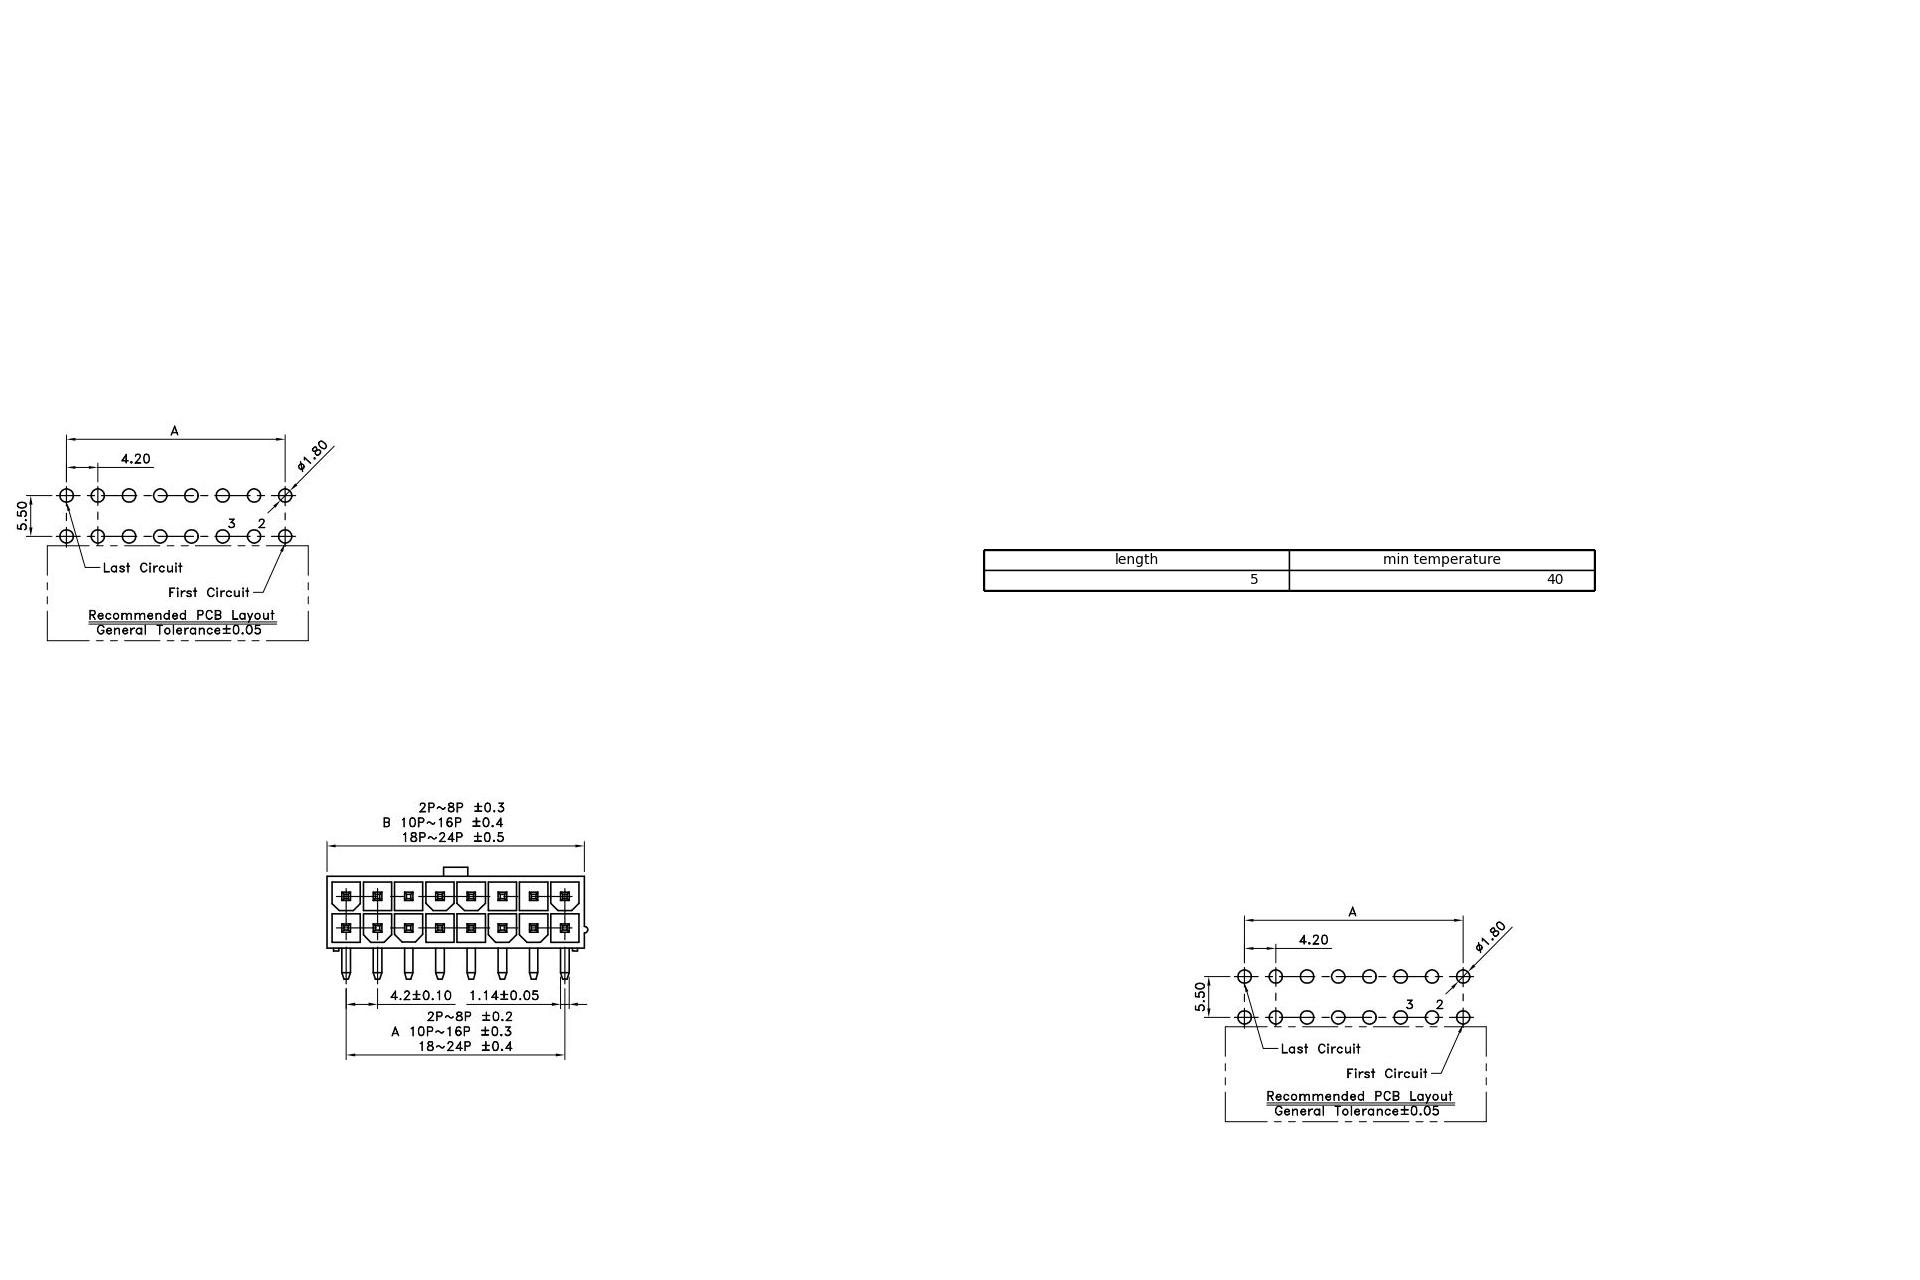 A
4.20
ø1.80
5.50
3 2
Last Circuit
First Circuit
Recommended PCB Layout
General Tolerance±0.05
length min temperature
5 40
2P~8P ±0.3
B 10P~16P ±0.4
18P~24P ±0.5
4.2±0.10 1.14±0.05
2P~8P ±0.2
A 10P~16P ±0.3
18~24P ±0.4
A
4.20
ø1.80
5.50
3 2
Last Circuit
First Circuit
Recommended PCB Layout
General Tolerance±0.05